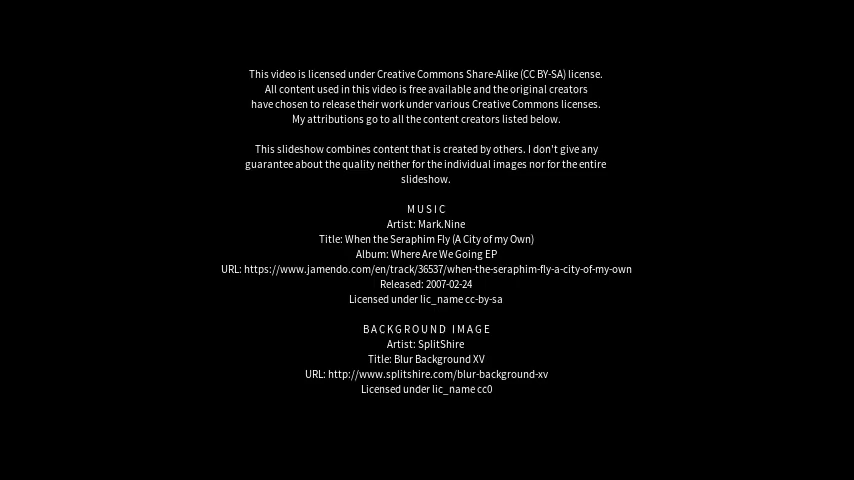 This video is licensed under Creative Commons Share-Alike (CC BY-SA) license.
All content used in this video is free available and the original creators
have chosen to release their work under various Creative Commons licenses.
My attributions go to all the content creators listed below.
This slideshow combines content that is created by others. I don't give any
guarantee about the quality neither for the individual images nor for the entire
slideshow.
MUSIC
Artist: Mark.Nine
Title: When the Seraphim Fly (A City of my Own)
Album: Where Are We Going EP
URL: https://www.jamendo.com/en/track/36537/when-the-seraphim-fly-a-city-of-my-own
Released: 2007-02-24
Licensed under lic_name cc-by-sa
BACKGROUND IMAGE
Artist: SplitShire
Title: Blur Background XV
URL: http://www.splitshire.com/blur-background-xv
Licensed under lic_name cc0